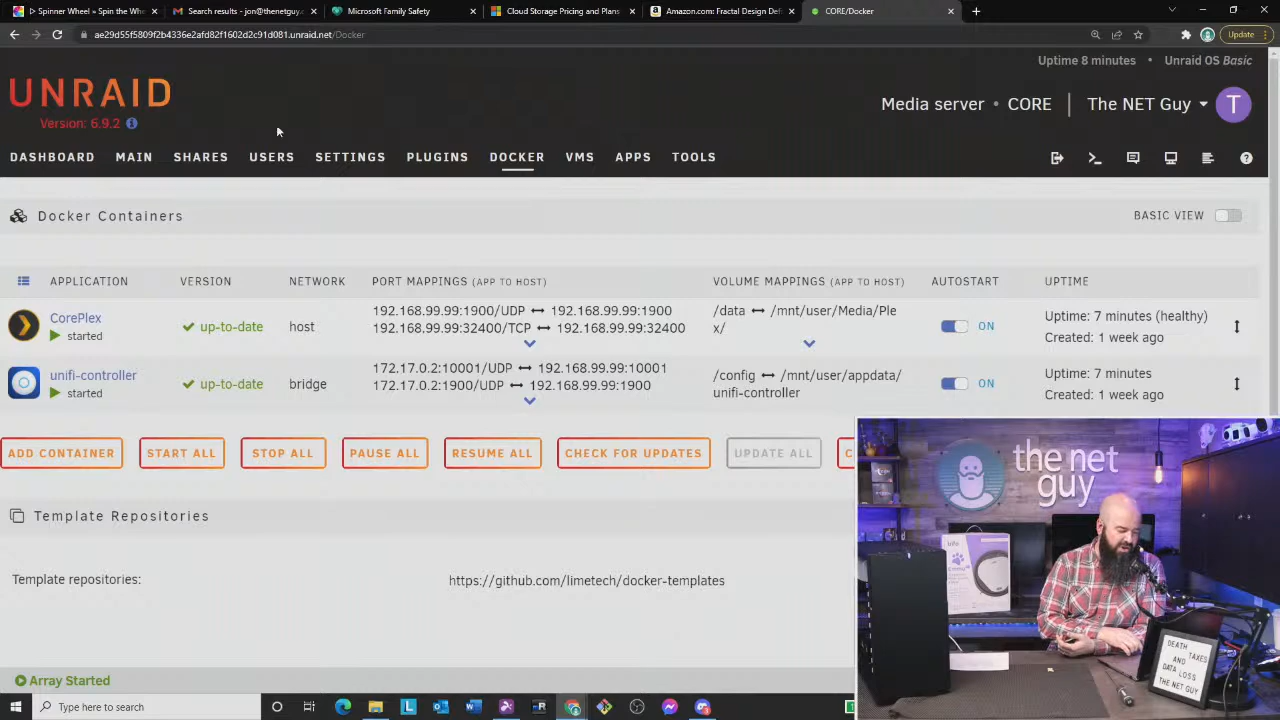 Spinner Wheel » Spin the Whe
Search results - jon@thenetguy.c
Microsoft Family Safety
Cloud Storage Pricing and Plans
Amazon.com: Fractal Design Def
CORE/Docker
ae29d55f5809f2b4336e2afd82f1602d2c91d081.unraid.net/Docker
Update
Uptime 8 minutes • Unraid OS Basic
UNRAID
Version: 6.9.2
Media server • CORE
The NET Guy
T
DASHBOARD MAIN SHARES USERS SETTINGS PLUGINS DOCKER VMS APPS TOOLS
Docker Containers
BASIC VIEW
APPLICATION VERSION NETWORK PORT MAPPINGS (APP TO HOST) VOLUME MAPPINGS (APP TO HOST) AUTOSTART UPTIME
CorePlex
started
up-to-date
host
192.168.99.99:1900/UDP ↔ 192.168.99.99:1900
192.168.99.99:32400/TCP ↔ 192.168.99.99:32400
/data ↔ /mnt/user/Media/Ple
x/
ON
Uptime: 7 minutes (healthy)
Created: 1 week ago
unifi-controller
started
up-to-date
bridge
172.17.0.2:10001/UDP ↔ 192.168.99.99:10001
172.17.0.2:1900/UDP ↔ 192.168.99.99:1900
/config ↔ /mnt/user/appdata/
unifi-controller
ON
Uptime: 7 minutes
Created: 1 week ago
ADD CONTAINER START ALL STOP ALL PAUSE ALL RESUME ALL CHECK FOR UPDATES UPDATE ALL C
Template Repositories
Template repositories:
https://github.com/limetech/docker-templates
Array Started
Type here to search
the net
guy
DEATH
TAXES
AND
DATA LOSS
THE NET GUY